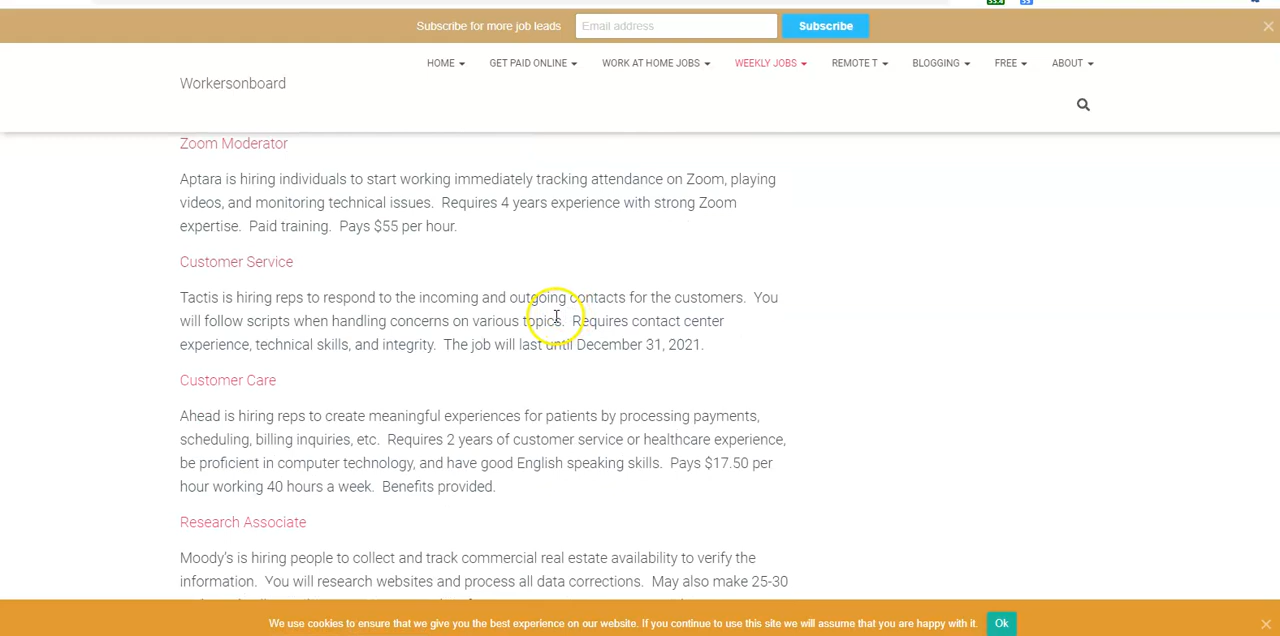 Subscribe for more job leads Email address Subscribe
HOME GET PAID ONLINE WORK AT HOME JOBS WEEKLY JOBS REMOTE T BLOGGING FREE ABOUT
Workersonboard
Zoom Moderator
Aptara is hiring individuals to start working immediately tracking attendance on Zoom, playing
videos, and monitoring technical issues. Requires 4 years experience with strong Zoom
expertise. Paid training. Pays $55 per hour.
Customer Service
Tactis is hiring reps to respond to the incoming and outgoing contacts for the customers. You
will follow scripts when handling concerns on various topics. Requires contact center
experience, technical skills, and integrity. The job will last until December 31, 2021.
Customer Care
Ahead is hiring reps to create meaningful experiences for patients by processing payments,
scheduling, billing inquiries, etc. Requires 2 years of customer service or healthcare experience,
be proficient in computer technology, and have good English speaking skills. Pays $17.50 per
hour working 40 hours a week. Benefits provided.
Research Associate
Moody's is hiring people to collect and track commercial real estate availability to verify the
information. You will research websites and process all data corrections. May also make 25-30
We use cookies to ensure that we give you the best experience on our website. If you continue to use this site we will assume that you are happy with it. Ok